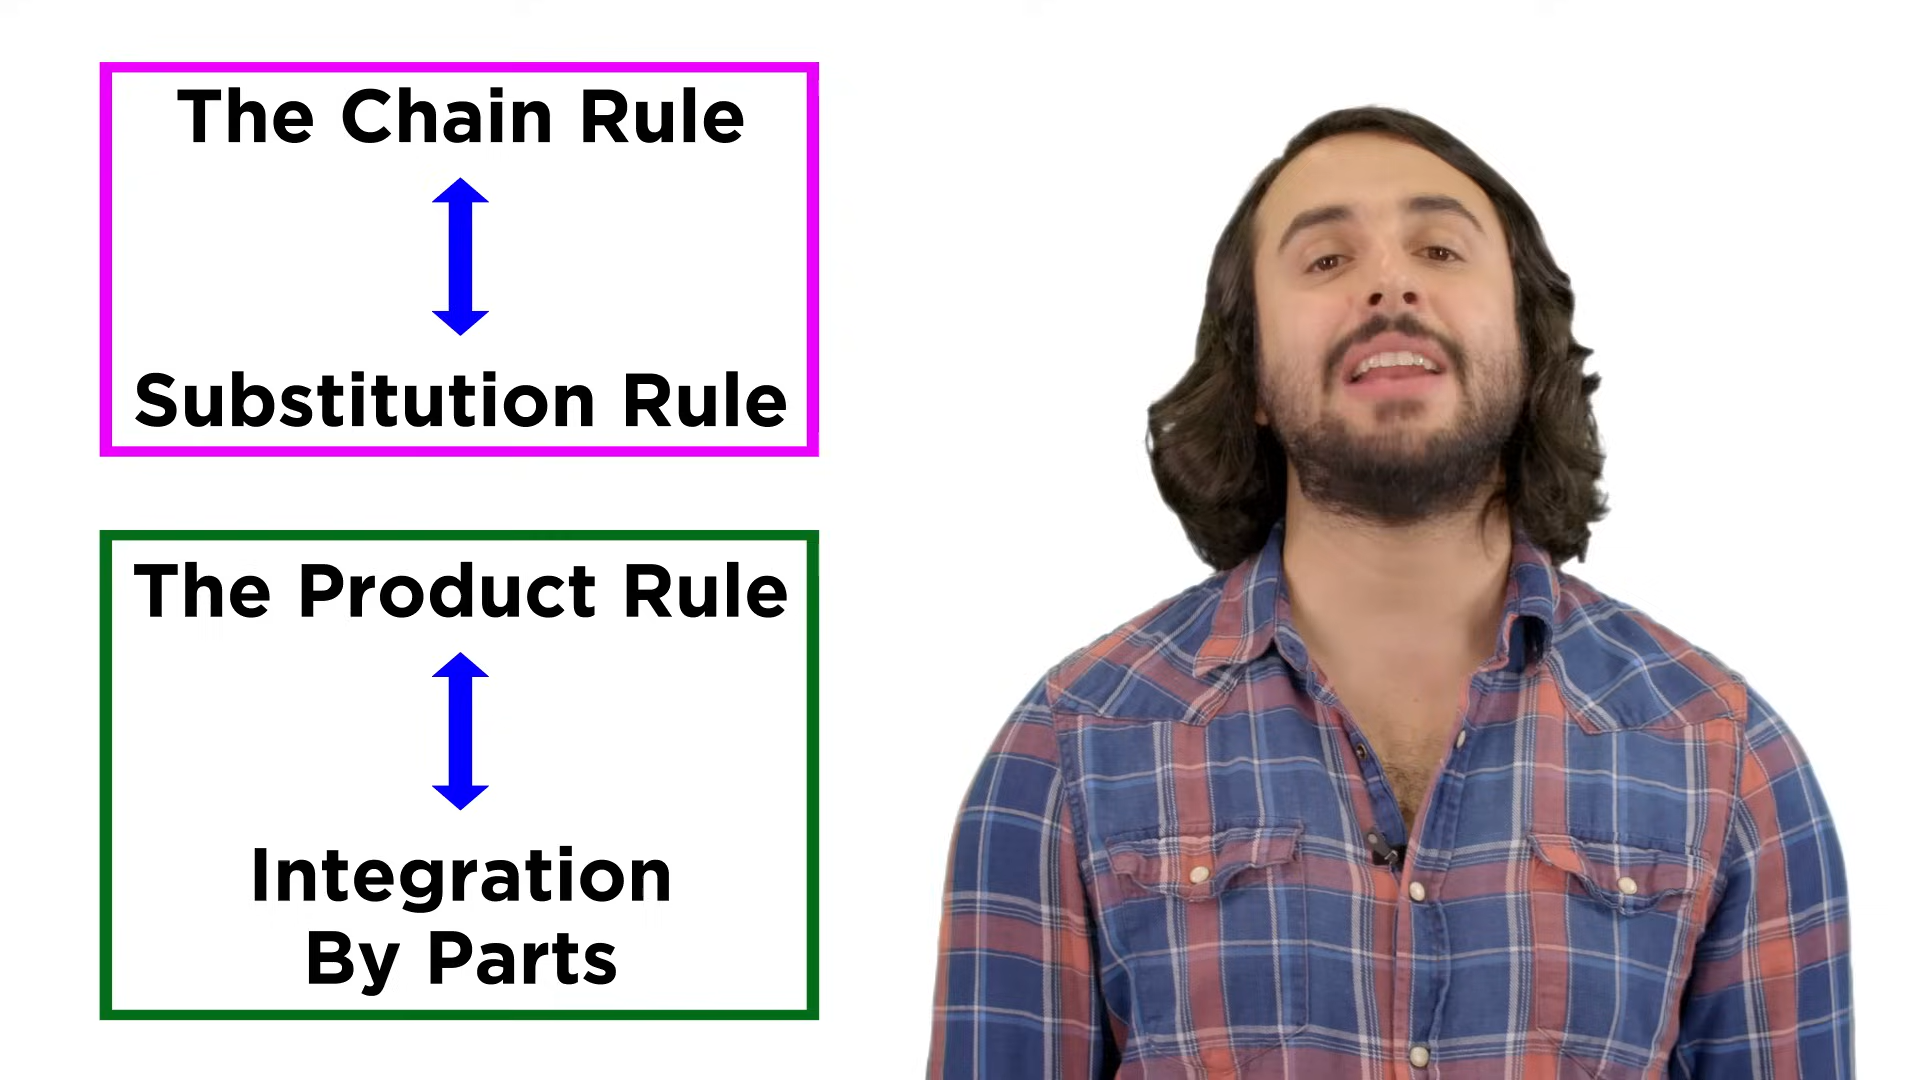 The Chain Rule
Substitution Rule
The Product Rule
Integration
By Parts